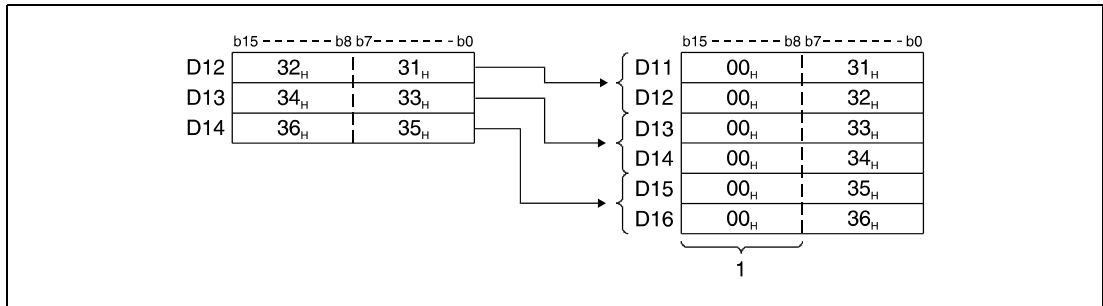 b15 - - - - - - - b8 b7- - - - - - - b0
D12 32H 31H
D13 34H 33H
D14 36H 35H
b15 - - - - - - - b8 b7- - - - - - - b0
D11 00H 31H
D12 00H 32H
D13 00H 33H
D14 00H 34H
D15 00H 35H
D16 00H 36H
1